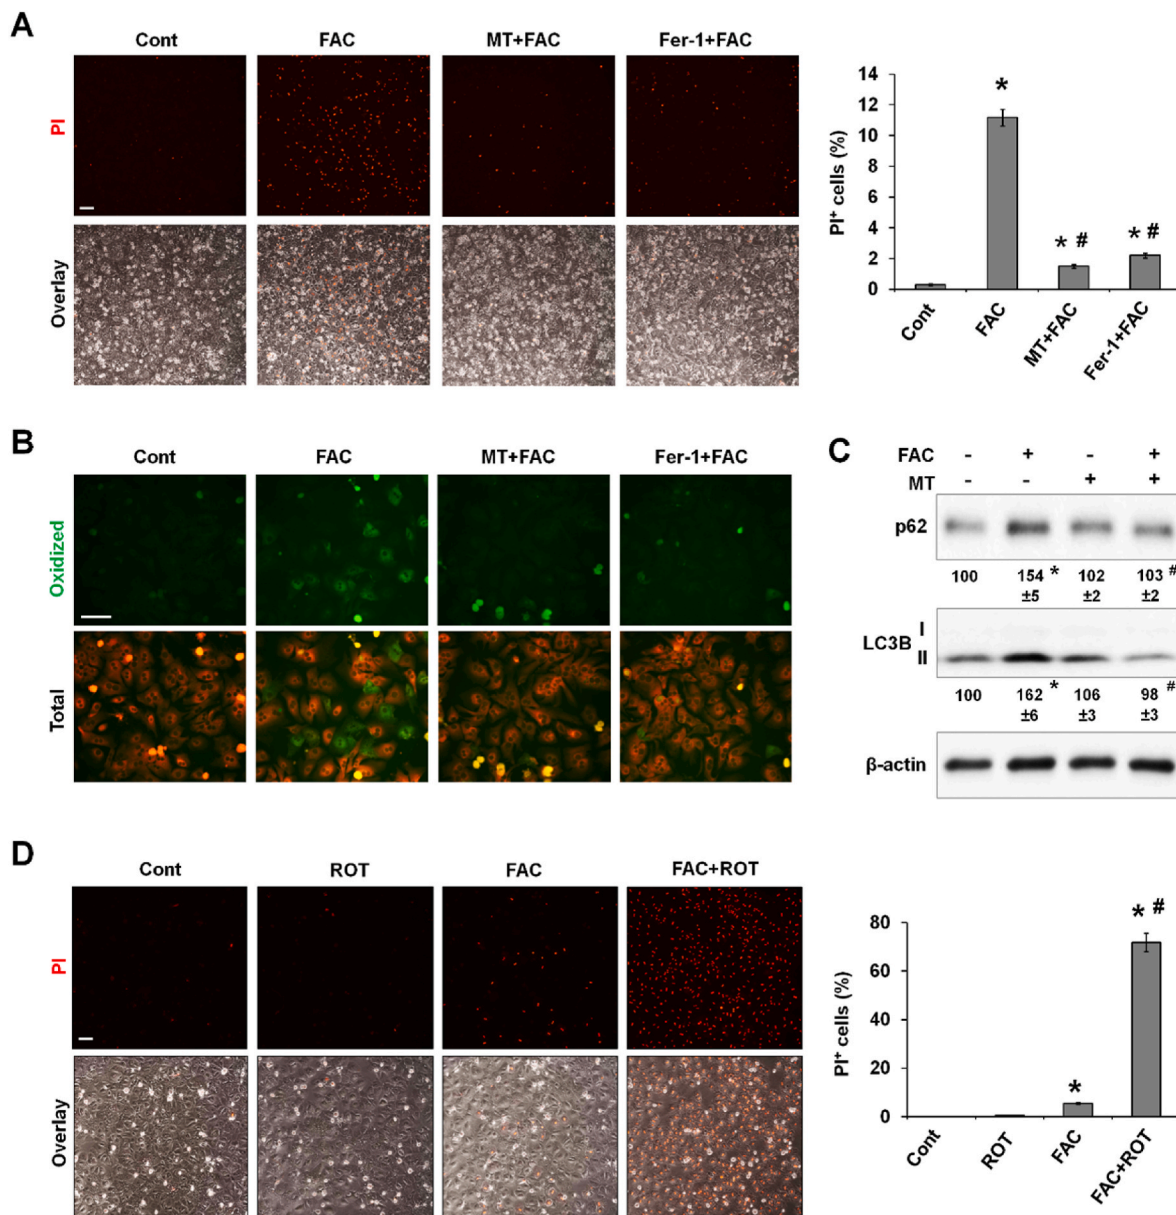 A
Cont FAC MT+FAC Fer-1+FAC
PI
Overlay
PI+ cells (%)
14
12
10
8
6
4
2
0
*
* #
* #
Cont FAC MT+FAC Fer-1+FAC
B
Cont FAC MT+FAC Fer-1+FAC
Oxidized
Total
C
FAC - + - +
MT - - + +
p62
100 154 * 102 103 #
±5 ±2 ±2
LC3B I
II
100 162 * 106 98 #
±6 ±3 ±3
β-actin
D
Cont ROT FAC FAC+ROT
PI
Overlay
PI+ cells (%)
80
60
40
20
0
*
* #
Cont ROT FAC FAC+ROT